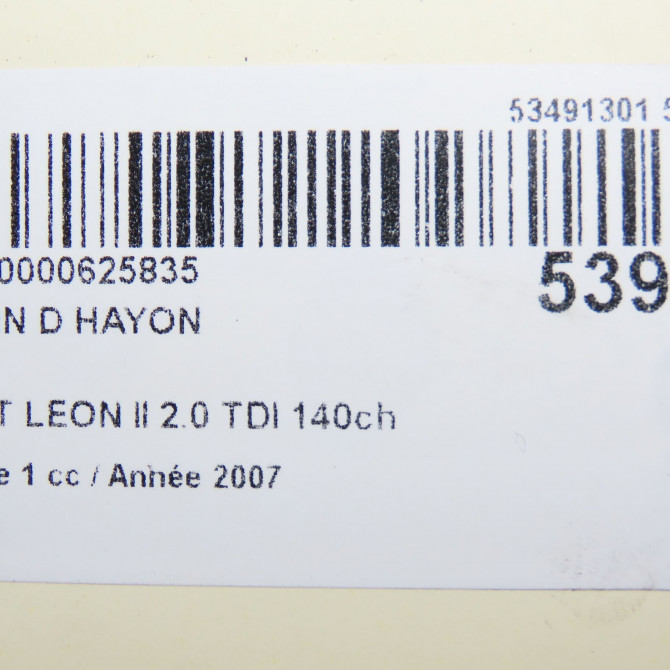 53491301 5
0000625835
539
N D HAYON
T LEON II 2.0 TDI 140ch
e 1 cc / Année 2007